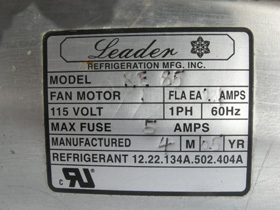 Leader
REFRIGERATION MFG. INC.
MODEL
FAN MOTOR FLA EA AMPS
115 VOLT 1PH 60Hz
MAX FUSE 5 AMPS
MANUFACTURED 4 M YR
REFRIGERANT 12.22.134A.502.404A
c RU